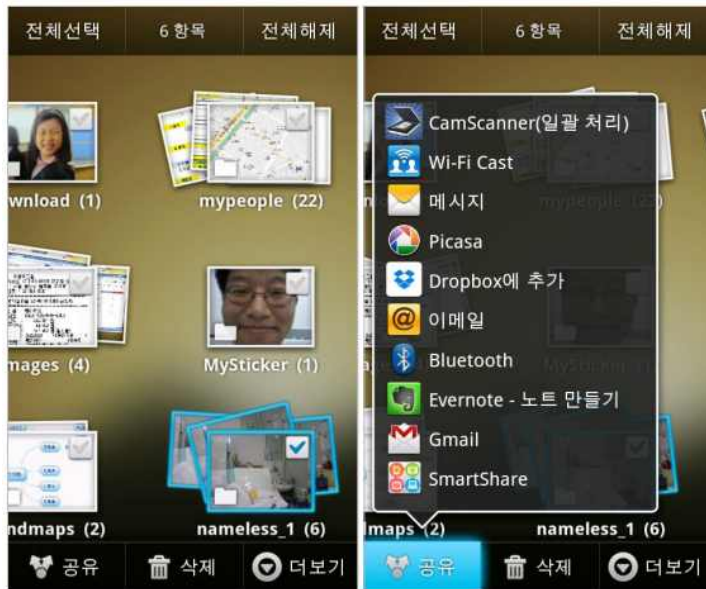 전체선택 6 항목 전체해제
wnload (1) mypeople (22)
mages (4) MySticker (1)
ndmaps (2) nameless_1 (6)
공유 삭제 더보기
전체선택 6 항목 전체해제
CamScanner(일괄 처리)
Wi-Fi Cast
메시지
Picasa
Dropbox에 추가
이메일
Bluetooth
Evernote - 노트 만들기
Gmail
SmartShare
dmaps (2) nameless_1 (6)
공유 삭제 더보기